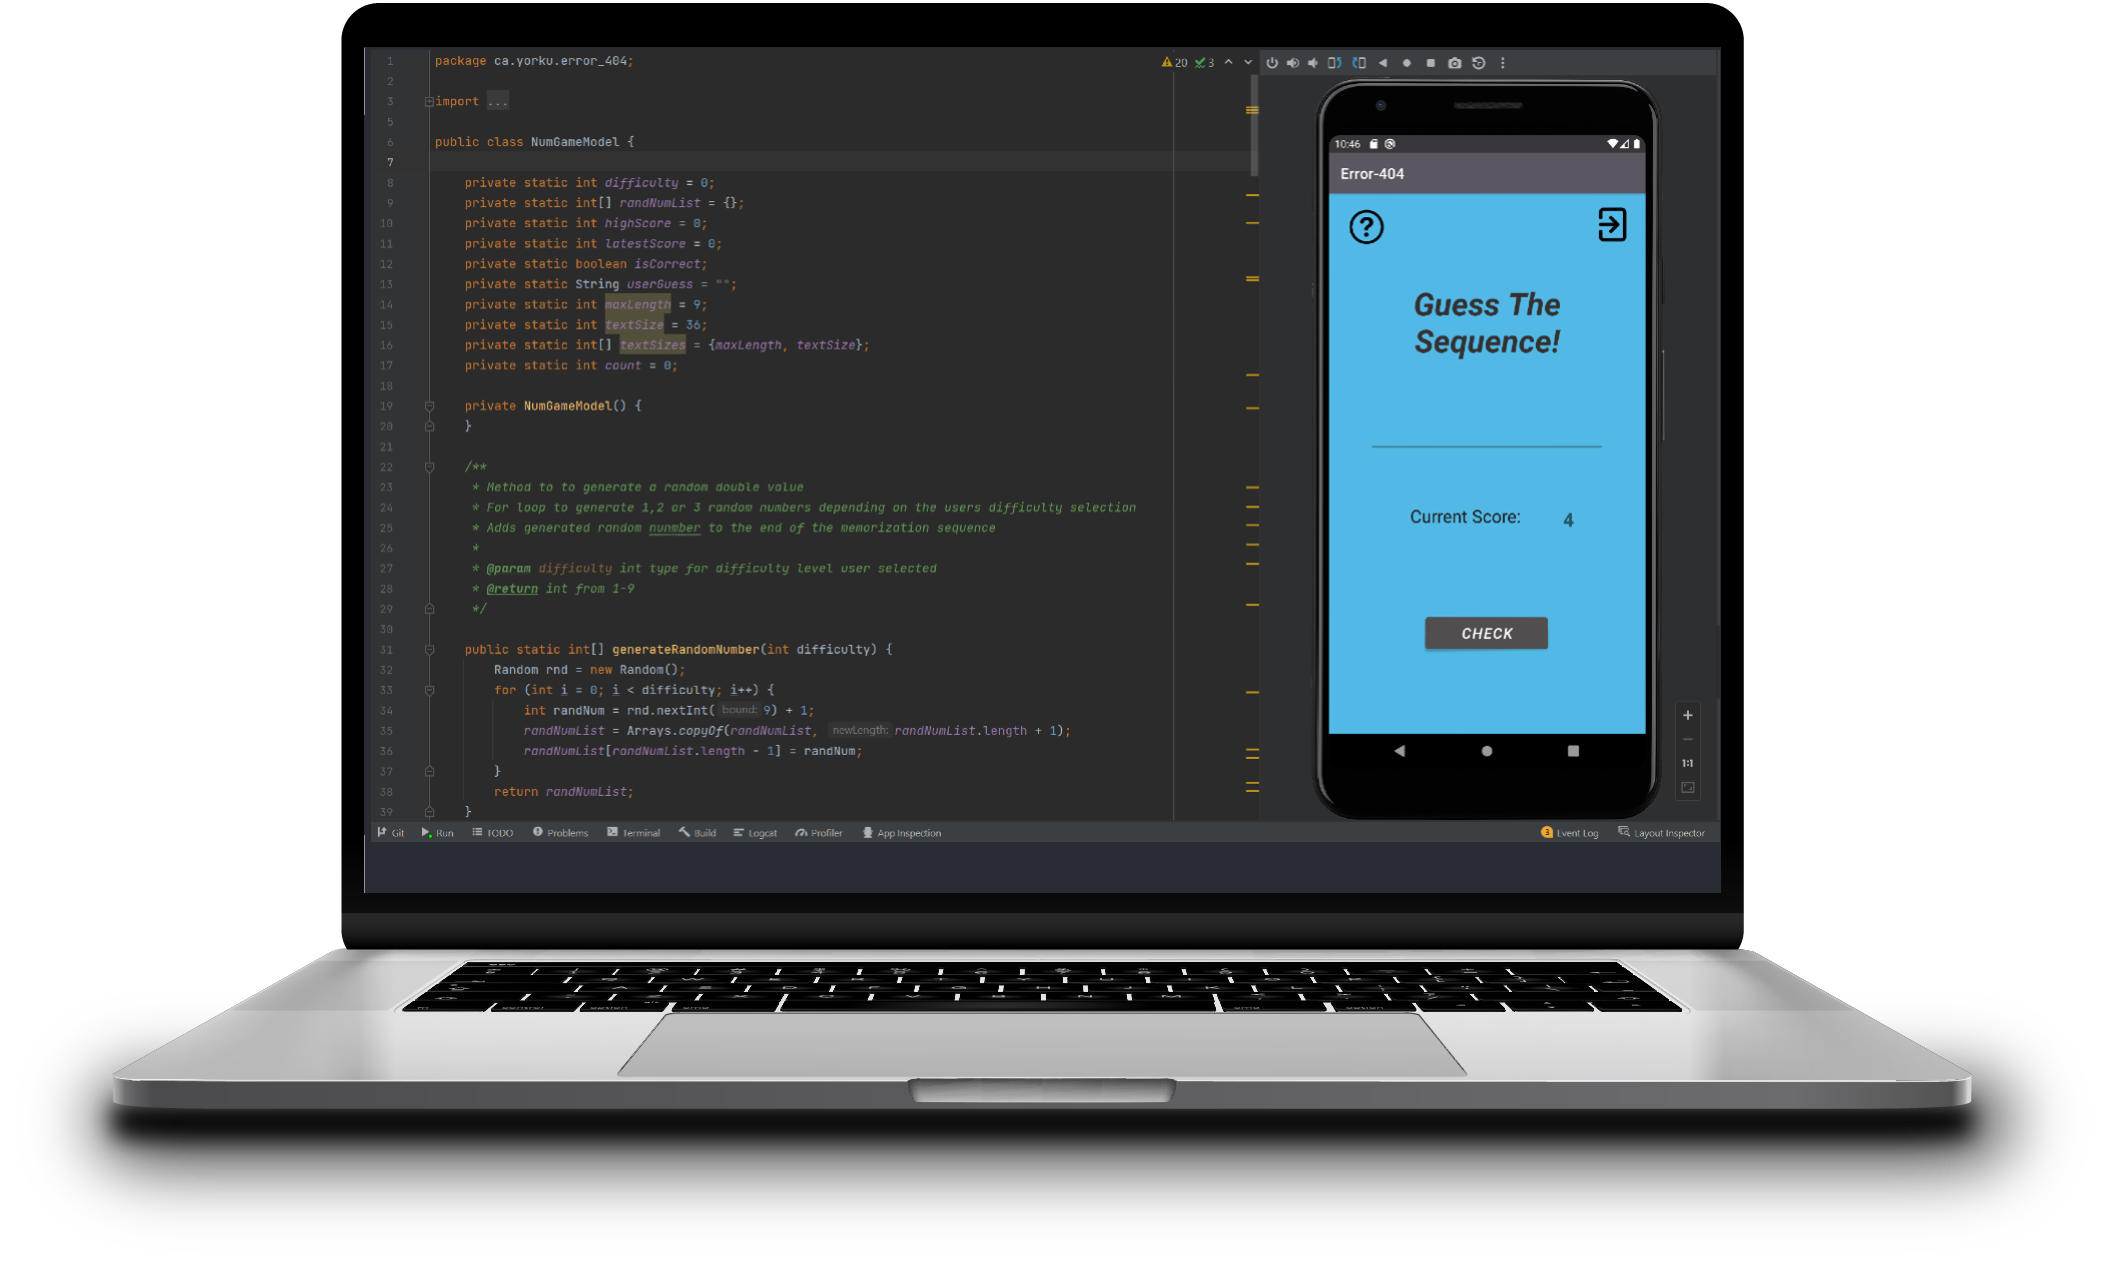 1 package ca.yorku.error_404;
2
3 import ...
5
6 public class NumGameModel {
7
8 private static int difficulty = 0;
9 private static int[] randNumList = {};
10 private static int highScore = 0;
11 private static int latestScore = 0;
12 private static boolean isCorrect;
13 private static String userGuess = "";
14 private static int maxLength = 9;
15 private static int textSize = 36;
16 private static int[] textSizes = {maxLength, textSize};
17 private static int count = 0;
18
19 private NumGameModel() {
20 }
21
22 /**
23 * Method to to generate a random double value
24 * For loop to generate 1,2 or 3 random numbers depending on the users difficulty selection
25 * Adds generated random nunmber to the end of the memorization sequence
26 *
27 * @param difficulty int type for difficulty level user selected
28 * @return int from 1-9
29 */
30
31 public static int[] generateRandomNumber(int difficulty) {
32 Random rnd = new Random();
33 for (int i = 0; i < difficulty; i++) {
34 int randNum = rnd.nextInt( bound: 9) + 1;
35 randNumList = Arrays.copyOf(randNumList, newLength: randNumList.length + 1);
36 randNumList[randNumList.length - 1] = randNum;
37 }
38 return randNumList;
39 }
20 3
10:46
Error-404
?
Guess The
Sequence!
Current Score: 4
CHECK
+
-
1:1
Git Run TODO Problems Terminal Build Logcat Profiler App Inspection 3 Event Log Layout Inspector